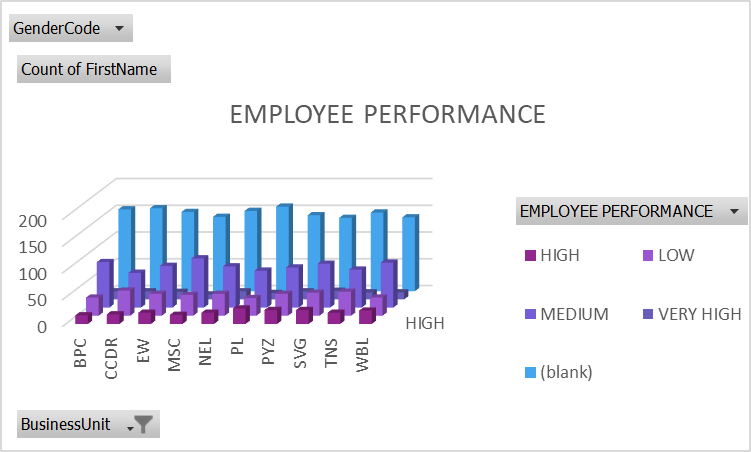 GenderCode
Count of FirstName
EMPLOYEE PERFORMANCE
200
150
100
50
0
HIGH
BPC
CCDR
EW
MSC
NEL
PL
PYZ
SVG
TNS
WBL
EMPLOYEE PERFORMANCE
HIGH LOW
MEDIUM VERY HIGH
(blank)
BusinessUnit